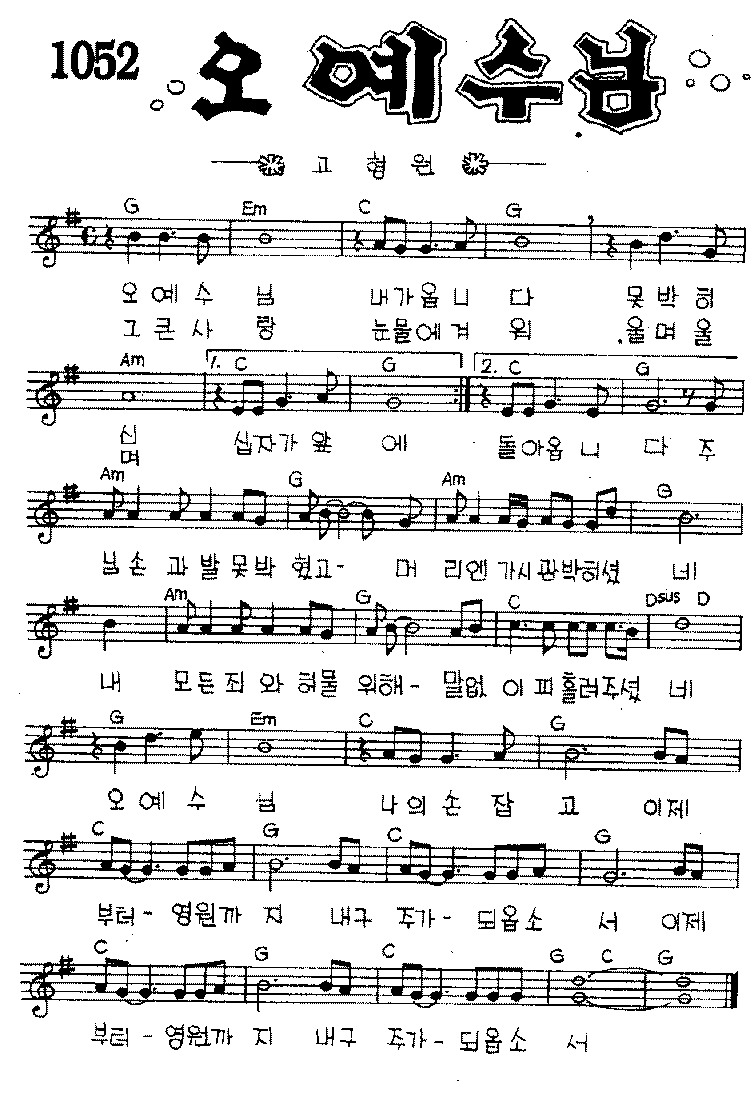 1052 오 예수님
고 형 원
G Em C G
오 예 수 님 내가옵 니 다 못 박 히
그 큰 사 랑 눈물에겨 워 울 며 울
Am 1. C G 2. C G
신 십자가 앞 에 돌아옵 니 다 주
며
Am G Am G
님 손 과 발 못박 혔고- 머 리엔 가시관박히셨 네
Am G C Dsus D
내 모든 죄 와 허물 위해- 말없 이 피 흘려주셨 네
G Em C G
오 예 수 님 나의 손 잡 고 이제
C G C G
부터- 영원까 지 내구 주가- 되옵소 서 이제
C G C G C G
부터- 영원까 지 내구 주가- 되옵소 서